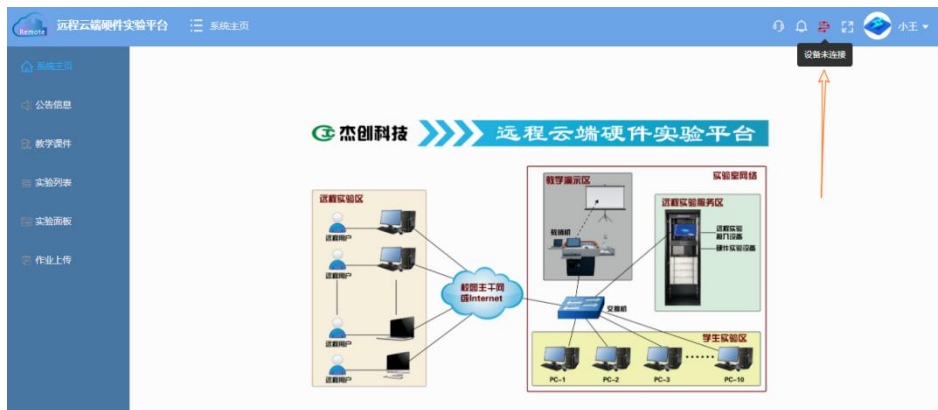 Remote
远程云端硬件实验平台
系统主页
小王
设备未连接
系统主页
公告信息
教学课件
实验列表
实验面板
作业上传
杰创科技
远程云端硬件实验平台
远程实验区
远程用户
远程用户
远程用户
远程用户
校园主干网
或Internet
实验室网络
教学演示区
教师机
远程实验服务区
远程实验
接入设备
硬件实验设备
交换机
学生实验区
PC-1
PC-2
PC-3
PC-10